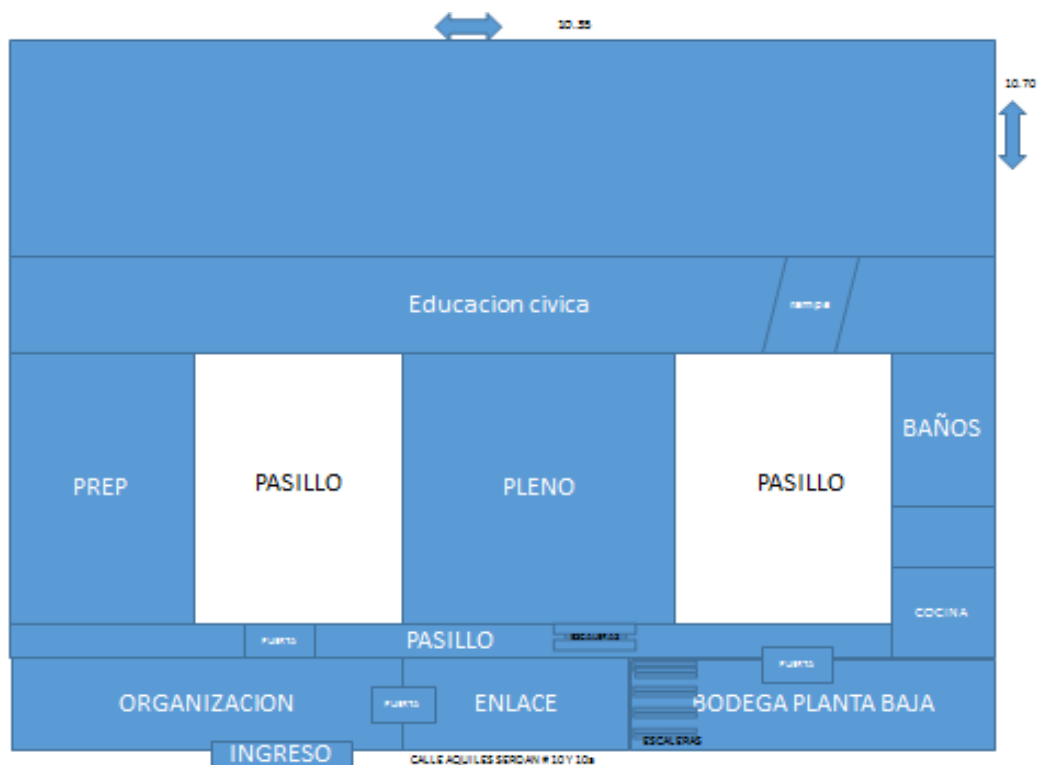 10.35
10.70
Educacion civica
rampa
PREP
PASILLO
PLENO
PASILLO
BAÑOS
COCINA
PUERTA
PASILLO
ESCALERAS
PUERTA
ORGANIZACION
PUERTA
ENLACE
BODEGA PLANTA BAJA
ESCALERAS
INGRESO
CALLE AQUILES SERDAN # 10 Y 10a